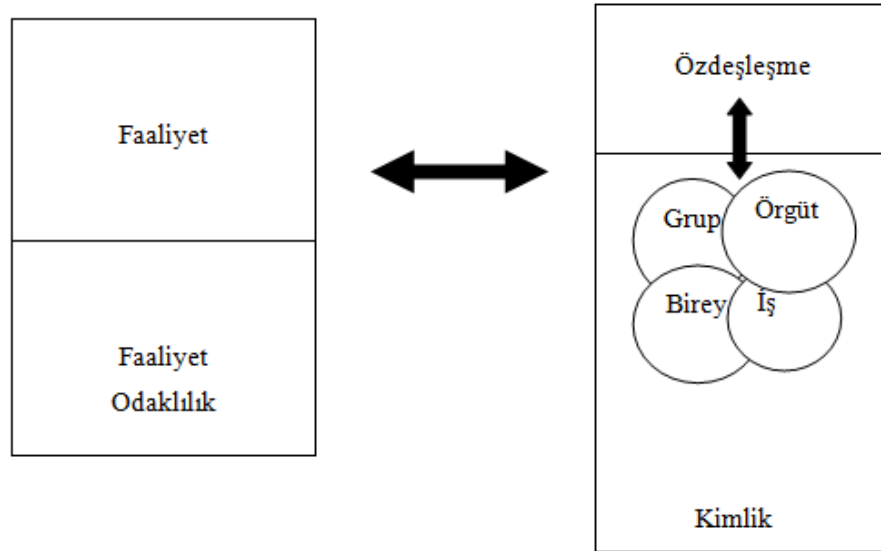 Faaliyet
Faaliyet
Odaklılık
Özdeşleşme
Grup
Örgüt
Birey
İş
Kimlik